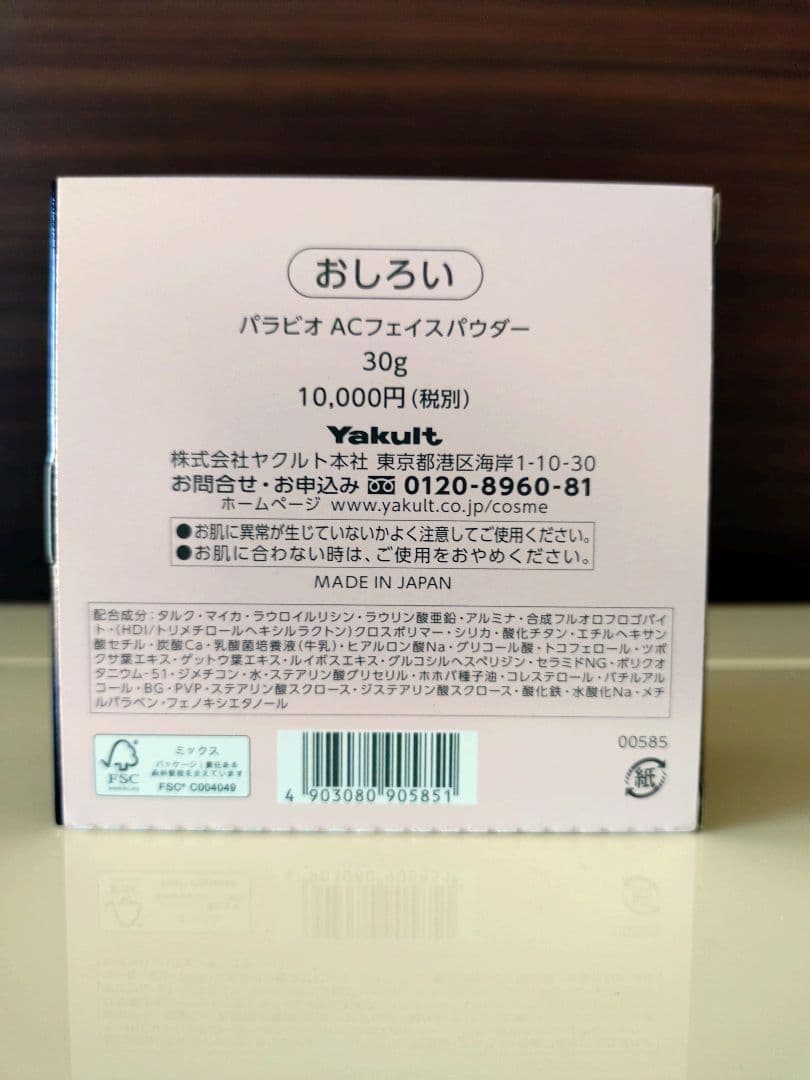 おしろい
パラビオ ACフェイスパウダー
30g
10,000円(税別)
Yakult
株式会社ヤクルト本社 東京都港区海岸1-10-30
お問合せ・お申込み 0120-8960-81
ホームページ www.yakult.co.jp/cosme
●お肌に異常が生じていないかよく注意してご使用ください。
●お肌に合わない時は、ご使用をおやめください。
MADE IN JAPAN
配合成分:タルク・マイカ・ラウロイルリシン・ラウリン酸亜鉛・アルミナ・合成フルオロフロゴパイ
ト・(HDI/トリメチロールヘキシルラクトン)クロスポリマー・シリカ・酸化チタン・エチルヘキサン
酸セチル・炭酸Ca・乳酸菌培養液(牛乳)・ヒアルロン酸Na・グリコール酸・トコフェロール・ツボ
クサ葉エキス・ゲットウ葉エキス・ルイボスエキス・グルコシルヘスペリジン・セラミドNG・ポリクオ
タニウム-51・ジメチコン・水・ステアリン酸グリセリル・ホホバ種子油・コレステロール・バチルアル
コール・BG・PVP・ステアリン酸スクロース・ジステアリン酸スクロース・酸化鉄・水酸化Na・メチ
ルパラベン・フェノキシエタノール
00585
ミックス
パッケージ|責任ある
森林管理を支えています
FSC
FSC® C004049
4 903080 905851
紙